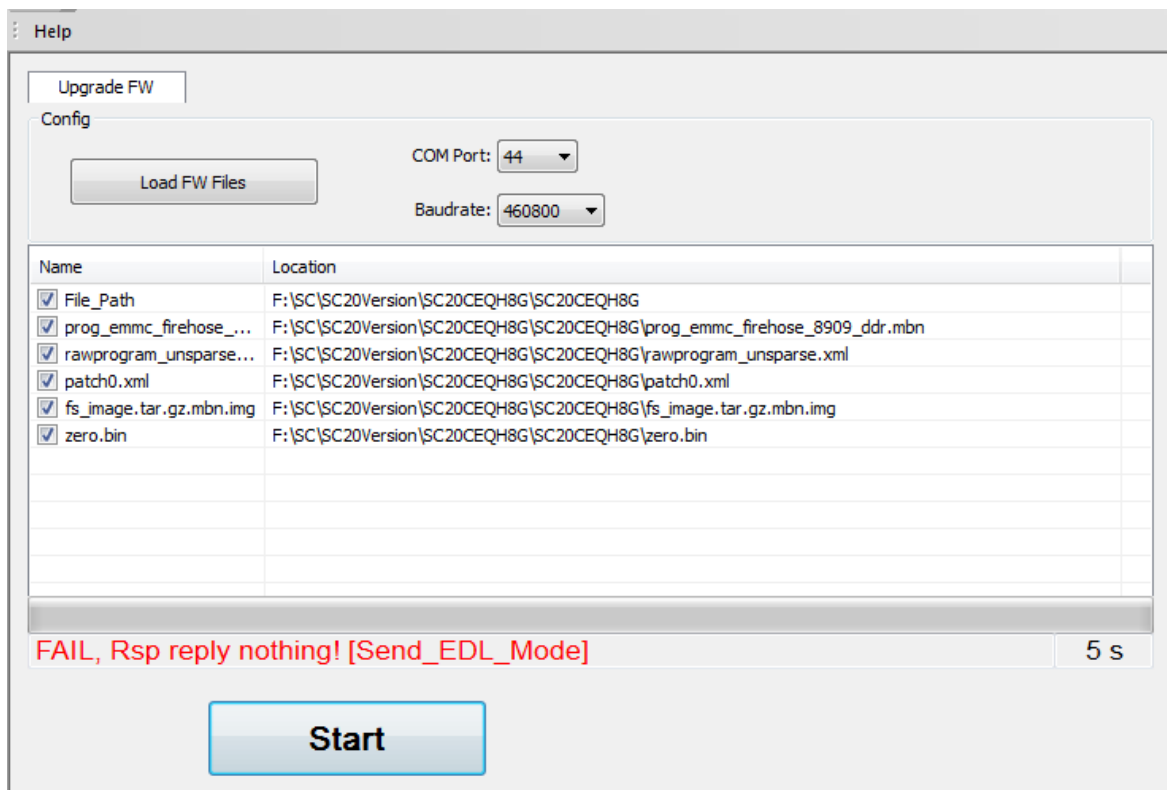 Help
Upgrade FW
Config
COM Port: 44
Load FW Files
Baudrate: 460800
Name Location
File_Path F:\SC\SC20Version\SC20CEQH8G\SC20CEQH8G
prog_emmc_firehose_... F:\SC\SC20Version\SC20CEQH8G\SC20CEQH8G\prog_emmc_firehose_8909_ddr.mbn
rawprogram_unsparse... F:\SC\SC20Version\SC20CEQH8G\SC20CEQH8G\rawprogram_unsparse.xml
patch0.xml F:\SC\SC20Version\SC20CEQH8G\SC20CEQH8G\patch0.xml
fs_image.tar.gz.mbn.img F:\SC\SC20Version\SC20CEQH8G\SC20CEQH8G\fs_image.tar.gz.mbn.img
zero.bin F:\SC\SC20Version\SC20CEQH8G\SC20CEQH8G\zero.bin
FAIL, Rsp reply nothing! [Send_EDL_Mode] 5 s
Start